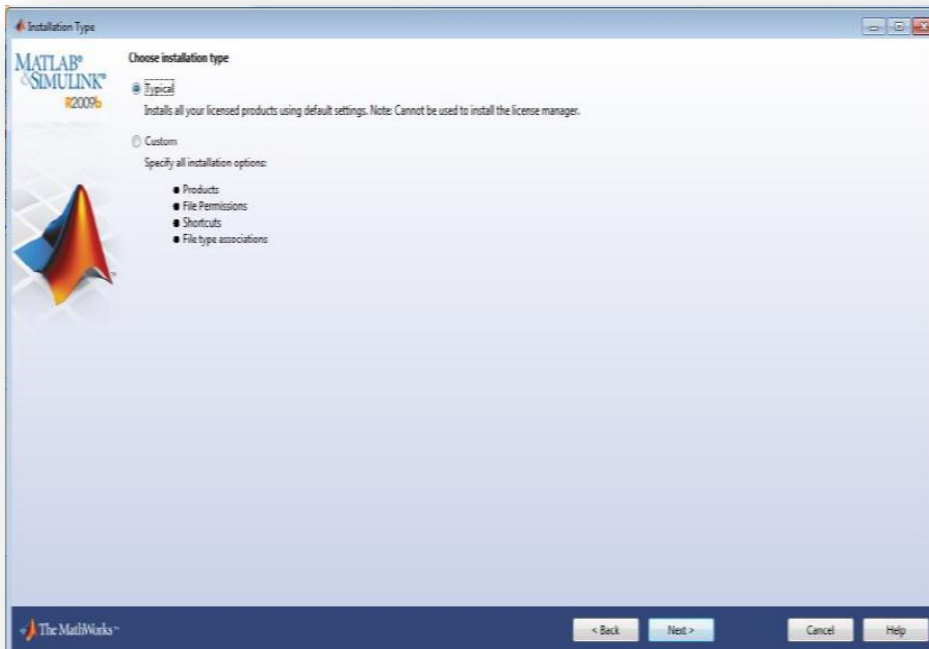 Installation Type
MATLAB®
&SIMULINK®
R2009b
Choose installation type
Typical
Installs all your licensed products using default settings. Note: Cannot be used to install the license manager.
Custom
Specify all installation options:
● Products
● File Permissions
● Shortcuts
● File type associations
™
The MathWorks™
< Back
Next >
Cancel
Help